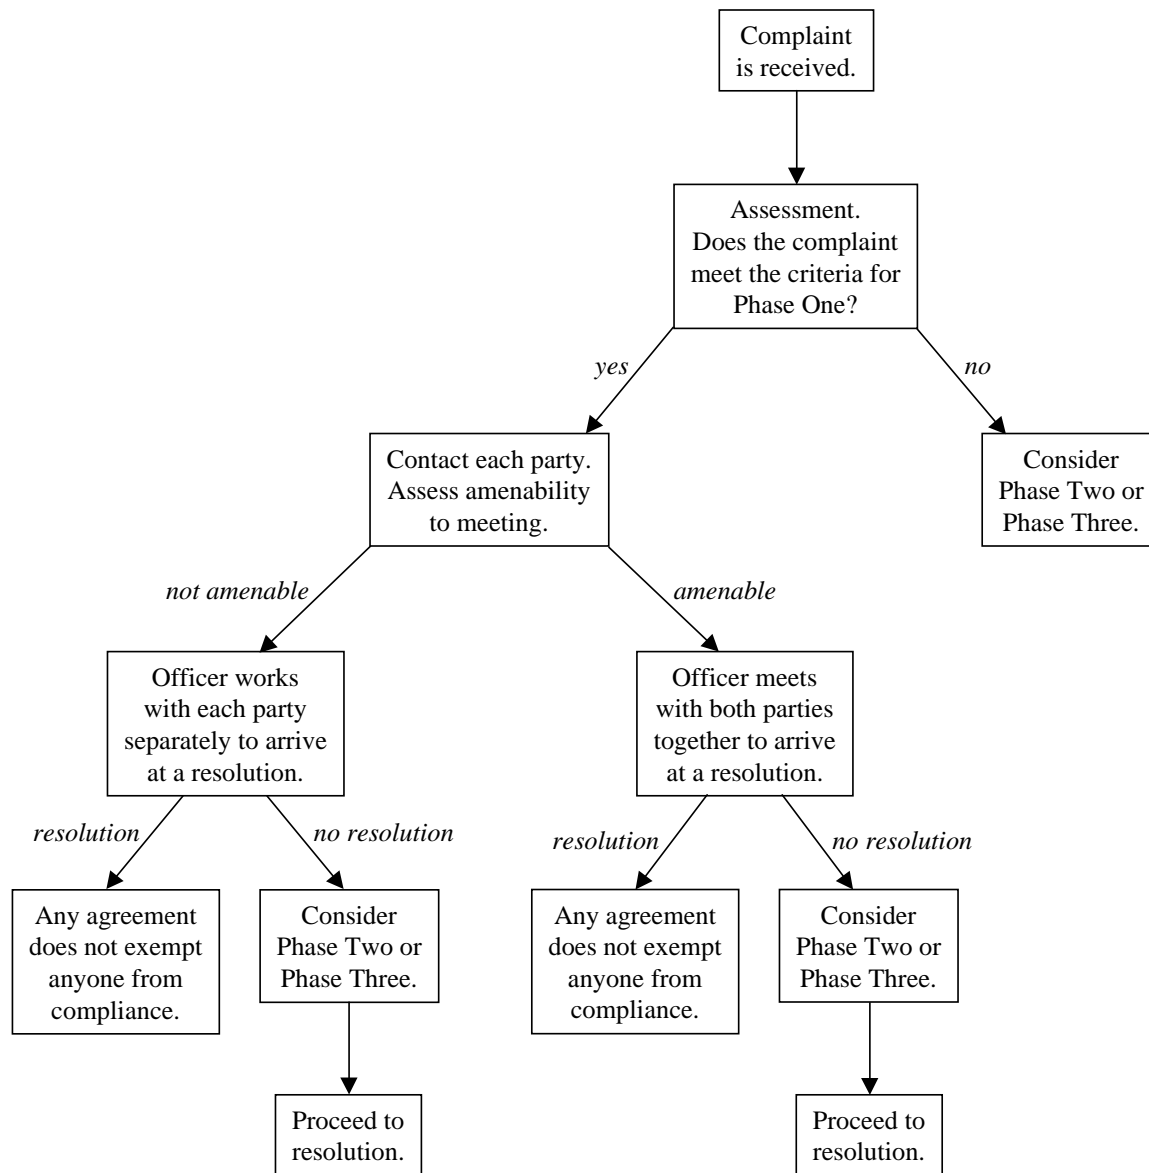 Complaint
is received.
Assessment.
Does the complaint
meet the criteria for
Phase One?
yes
no
Contact each party.
Assess amenability
to meeting.
Consider
Phase Two or
Phase Three.
not amenable
amenable
Officer works
with each party
separately to arrive
at a resolution.
Officer meets
with both parties
together to arrive
at a resolution.
resolution
no resolution
resolution
no resolution
Any agreement
does not exempt
anyone from
compliance.
Consider
Phase Two or
Phase Three.
Any agreement
does not exempt
anyone from
compliance.
Consider
Phase Two or
Phase Three.
Proceed to
resolution.
Proceed to
resolution.